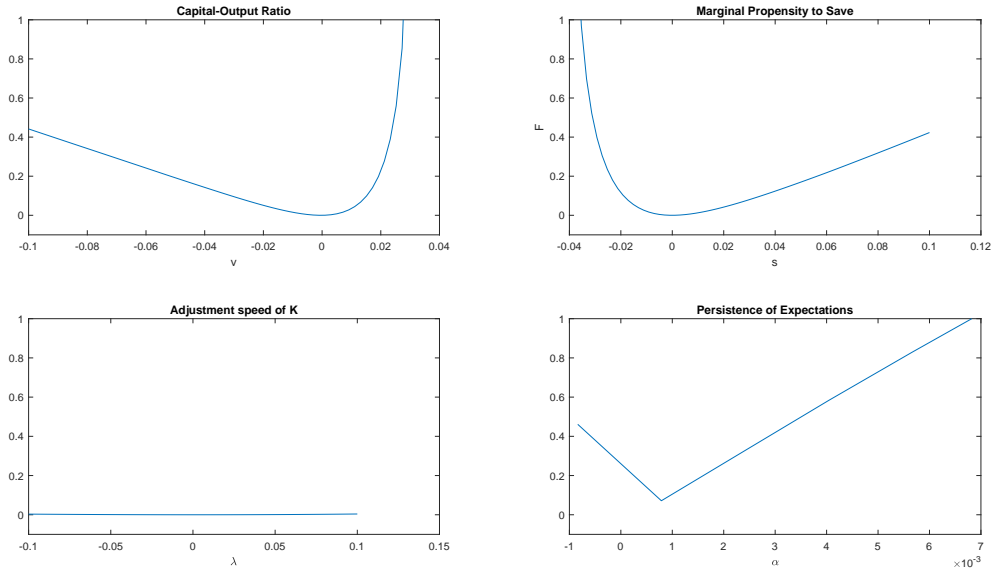 Capital-Output Ratio
1
0.8
0.6
0.4
0.2
0
-0.1 -0.08 -0.06 -0.04 -0.02 0 0.02 0.04
v
Marginal Propensity to Save
F
1
0.8
0.6
0.4
0.2
0
-0.04 -0.02 0 0.02 0.04 0.06 0.08 0.1 0.12
s
Adjustment speed of K
1
0.8
0.6
0.4
0.2
0
-0.1 -0.05 0 0.05 0.1 0.15
λ
Persistence of Expectations
1
0.8
0.6
0.4
0.2
0
-1 0 1 2 3 4 5 6 7
α
×10⁻³